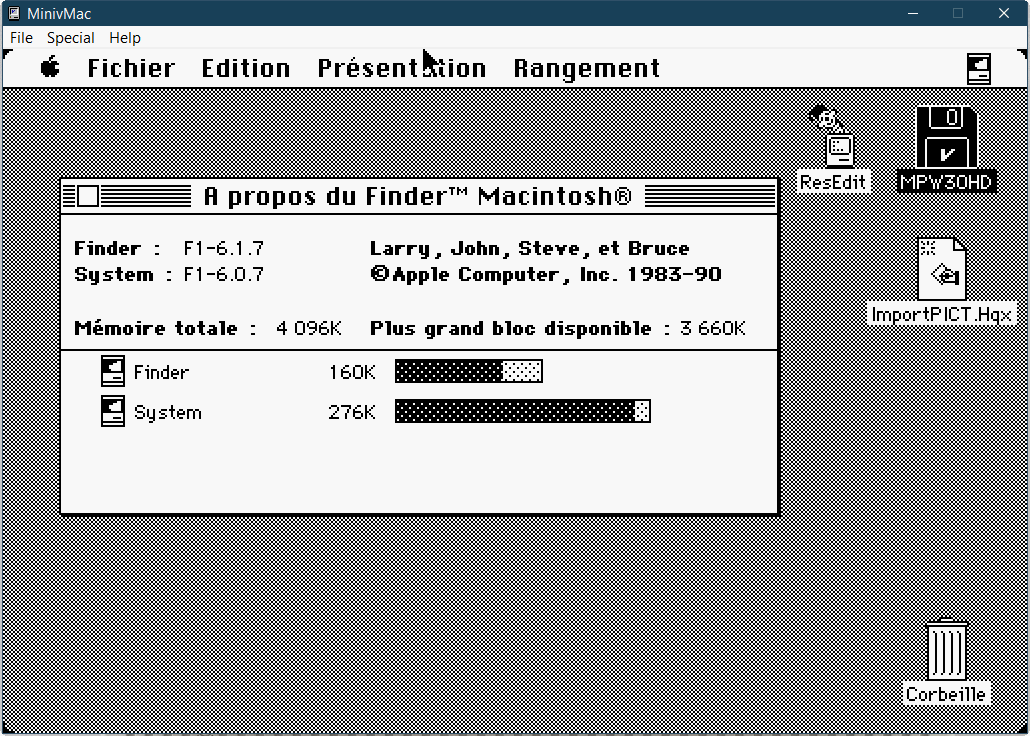 MinivMac
File Special Help
Fichier Edition Présentation Rangement
ResEdit
MPW30HD
A propos du Finder™ Macintosh®
Finder : F1-6.1.7 Larry, John, Steve, et Bruce
System : F1-6.0.7 ©Apple Computer, Inc. 1983-90
ImportPICT.Hqx
Mémoire totale : 4 096K Plus grand bloc disponible : 3 660K
Finder 160K
System 276K
Corbeille